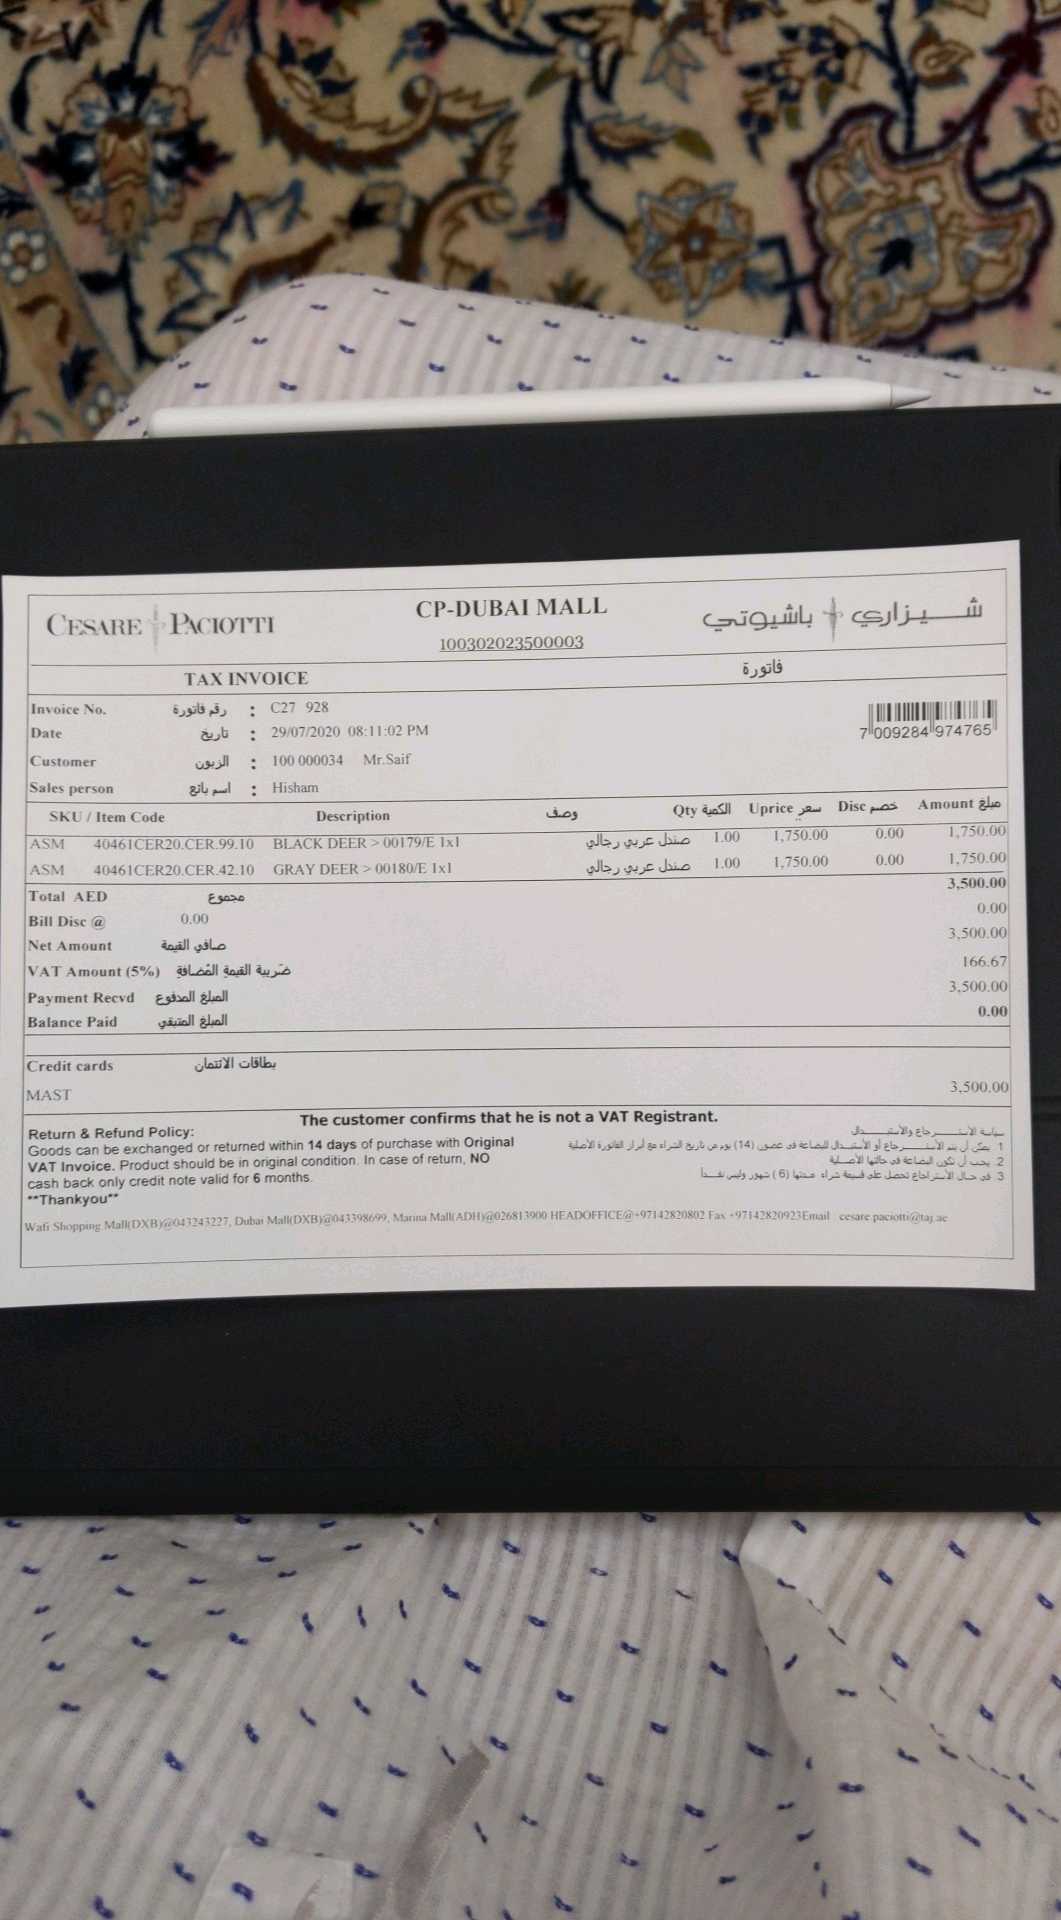 CESARE PACIOTTI CP-DUBAI MALL شيزاري باشيوتي
100302023500003
TAX INVOICE فاتورة
Invoice No. رقم فاتورة : C27 928
Date تاريخ : 29/07/2020 08:11:02 PM
7 009284 974765
Customer الزبون : 100 000034 Mr.Saif
Sales person اسم بائع : Hisham
SKU / Item Code Description وصف Qty الكمية Uprice سعر Disc خصم Amount مبلغ
ASM 40461CER20.CER.99.10 BLACK DEER > 00179/E 1x1 صندل عربي رجالي 1.00 1,750.00 0.00 1,750.00
ASM 40461CER20.CER.42.10 GRAY DEER > 00180/E 1x1 صندل عربي رجالي 1.00 1,750.00 0.00 1,750.00
Total AED مجموع 3,500.00
Bill Disc @ 0.00 0.00
Net Amount صافي القيمة 3,500.00
VAT Amount (5%) ضريبة القيمة المُضافة 166.67
Payment Recvd المبلغ المدفوع 3,500.00
Balance Paid المبلغ المتبقي 0.00
Credit cards بطاقات الائتمان
MAST 3,500.00
The customer confirms that he is not a VAT Registrant.
Return & Refund Policy:
Goods can be exchanged or returned within 14 days of purchase with Original
VAT Invoice. Product should be in original condition. In case of return, NO
cash back only credit note valid for 6 months.
**Thankyou**
سياسة الاسترجاع والاستبدال
1 يمكن أن يتم الاسترجاع أو الأستبدال للبضاعة في غضون (14) يوم من تاريخ الشراء مع أبراز الفاتورة الأصلية
2. يجب أن تكون البضاعة في حالتها الأصلية
3 في حال الأسترجاع تحصل على قسيمة شراء مدتها (6) شهور وليس نقداً
Wafi Shopping Mall(DXB)@043243227, Dubai Mall(DXB)@043398699, Marina Mall(ADH)@026813900 HEADOFFICE@+97142820802 Fax +97142820923Email : cesare.paciotti@taj.ae